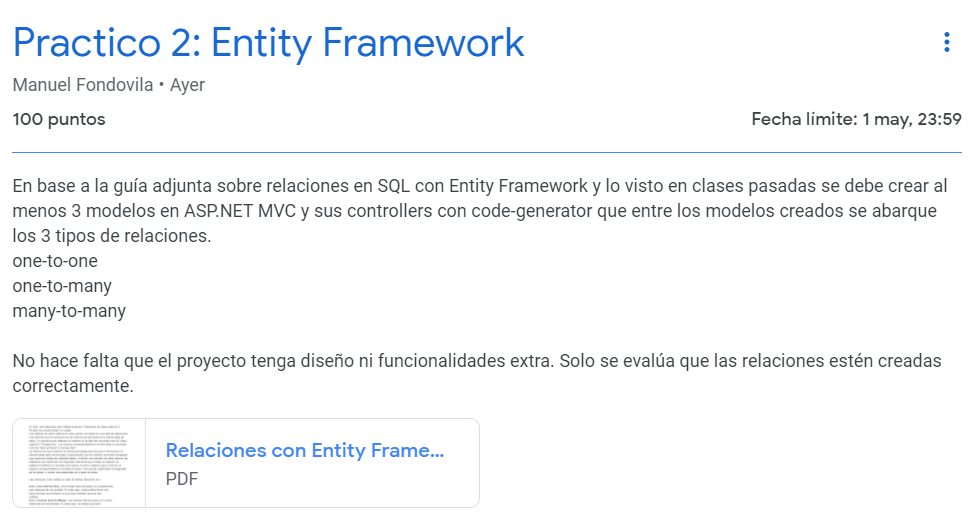 Practico 2: Entity Framework
Manuel Fondovila • Ayer
100 puntos
Fecha límite: 1 may, 23:59
En base a la guía adjunta sobre relaciones en SQL con Entity Framework y lo visto en clases pasadas se debe crear al
menos 3 modelos en ASP.NET MVC y sus controllers con code-generator que entre los modelos creados se abarque
los 3 tipos de relaciones.
one-to-one
one-to-many
many-to-many
No hace falta que el proyecto tenga diseño ni funcionalidades extra. Solo se evalúa que las relaciones estén creadas
correctamente.
Relaciones con Entity Frame...
PDF